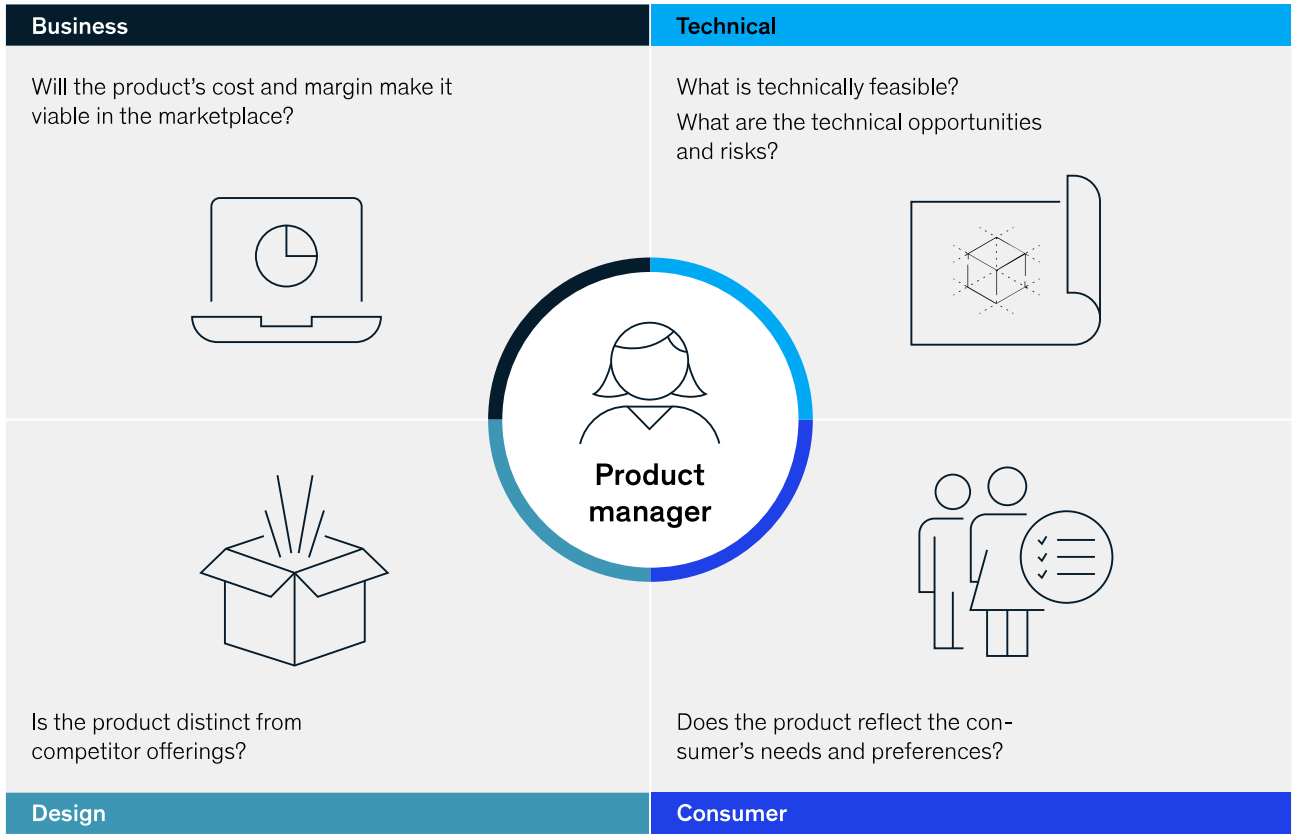 Business
Will the product's cost and margin make it
viable in the marketplace?
Technical
What is technically feasible?
What are the technical opportunities
and risks?
Product
manager
Is the product distinct from
competitor offerings?
Design
Does the product reflect the con-
sumer's needs and preferences?
Consumer